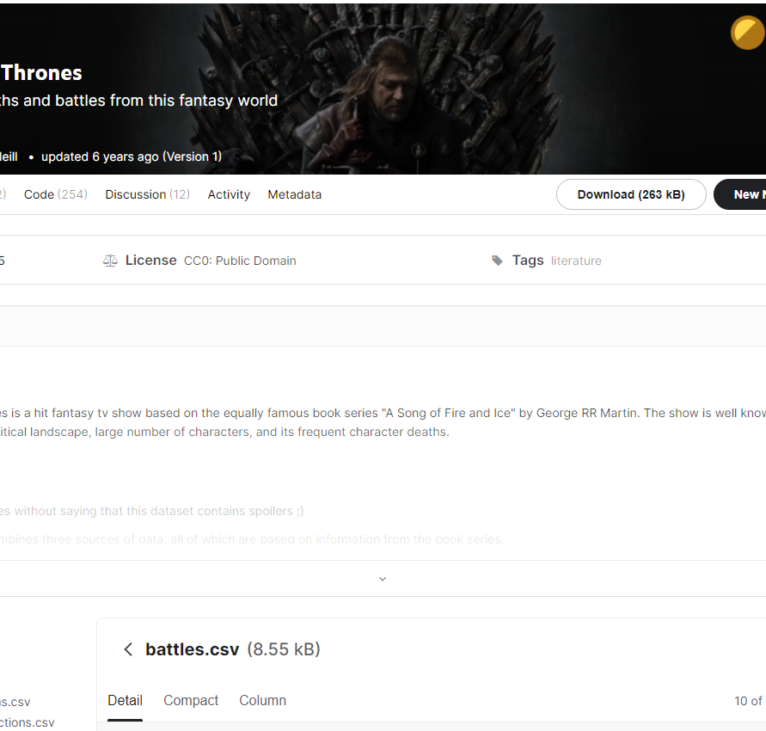 Thrones
ths and battles from this fantasy world
leill • updated 6 years ago (Version 1)
2) Code (254) Discussion (12) Activity Metadata Download (263 kB) New N
5 License CC0: Public Domain Tags literature
es is a hit fantasy tv show based on the equally famous book series "A Song of Fire and Ice" by George RR Martin. The show is well know
itical landscape, large number of characters, and its frequent character deaths.
es without saying that this dataset contains spoilers ;)
mbines three sources of data, all of which are based on information from the book series.
battles.csv (8.55 kB)
Detail Compact Column 10 of
s.csv
ctions.csv